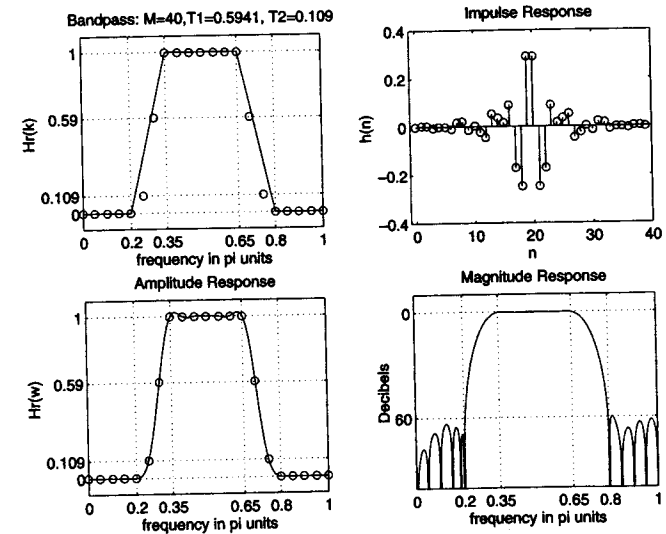 Bandpass: M=40,T1=0.5941, T2=0.109
1
0.59
0.109
0
Hr(k)
0 0.2 0.35 0.65 0.8 1
frequency in pi units
Impulse Response
0.4
0.2
0
−0.2
−0.4
h(n)
0 10 20 30 40
n
Amplitude Response
1
0.59
0.109
0
Hr(w)
0 0.2 0.35 0.65 0.8 1
frequency in pi units
Magnitude Response
0
60
Decibels
0 0.2 0.35 0.65 0.8 1
frequency in pi units